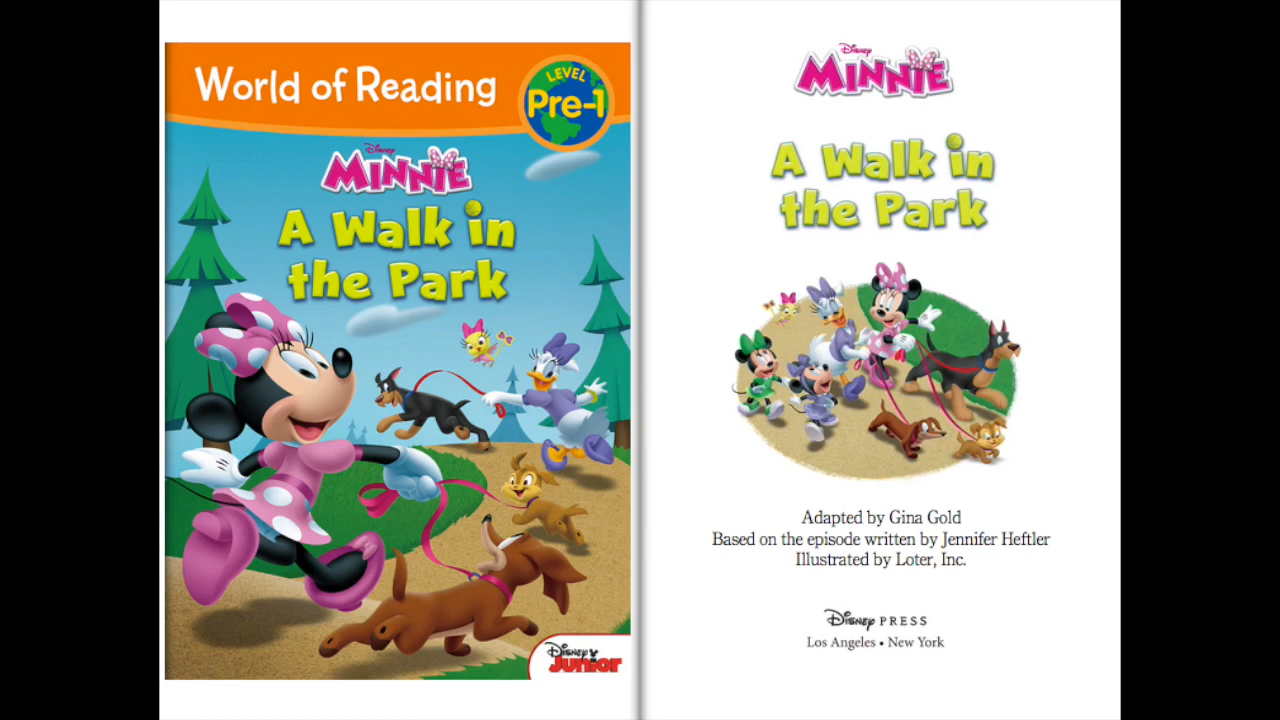 World of Reading
LEVEL
Pre-1
Disney
MINNIE
A Walk in
the Park
Disney
Junior
Disney
MINNIE
A Walk in
the Park
Adapted by Gina Gold
Based on the episode written by Jennifer Heftler
Illustrated by Loter, Inc.
Disney PRESS
Los Angeles • New York